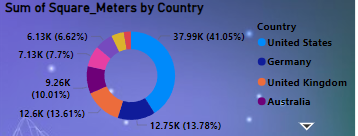 Sum of Square_Meters by Country
6.13K (6.62%)
37.99K (41.05%)
7.13K (7.7%)
9.26K
(10.01%)
12.6K (13.61%)
12.75K (13.78%)
Country
United States
Germany
United Kingdom
Australia